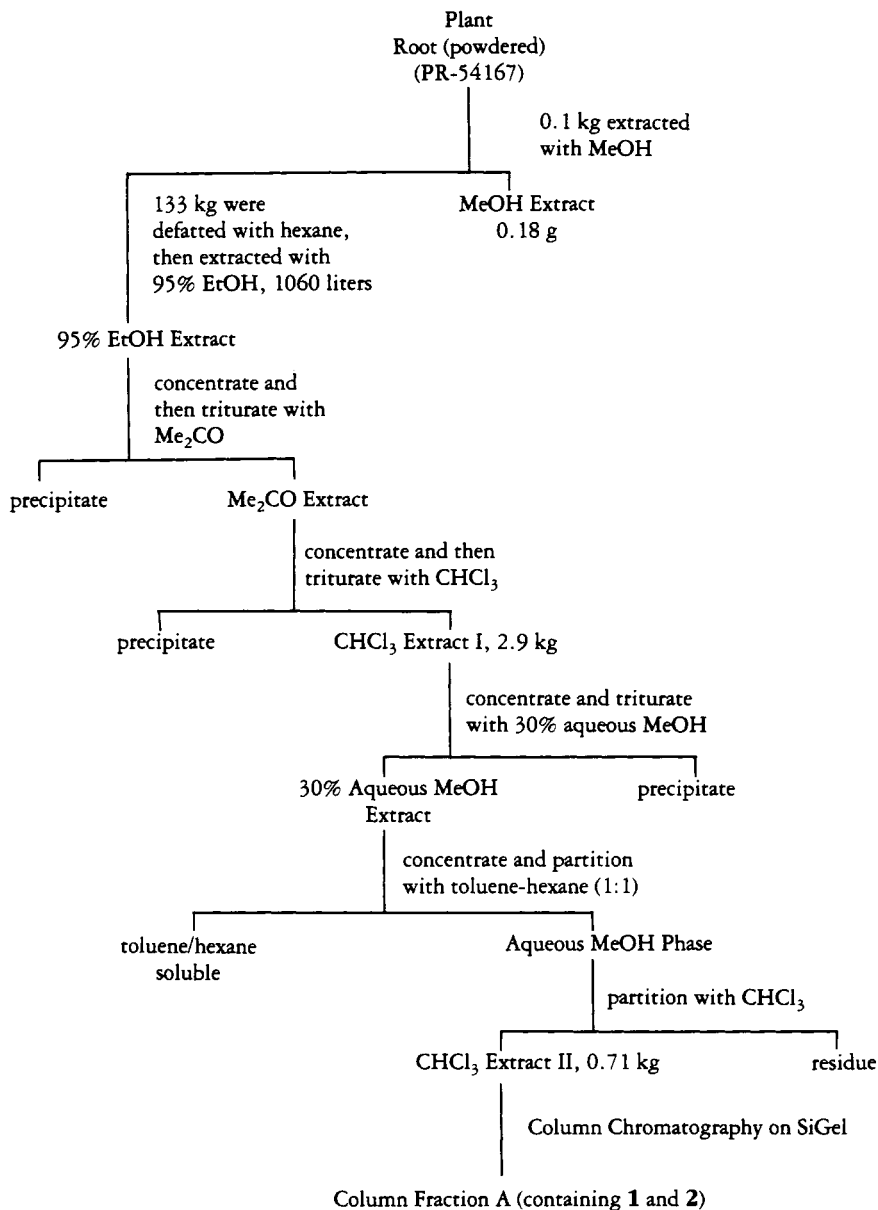 Plant
Root (powdered)
(PR-54167)
0.1 kg extracted
with MeOH
133 kg were
defatted with hexane,
then extracted with
95% EtOH, 1060 liters
MeOH Extract
0.18 g
95% EtOH Extract
concentrate and
then triturate with
Me₂CO
precipitate
Me₂CO Extract
concentrate and then
triturate with CHCl₃
precipitate
CHCl₃ Extract I, 2.9 kg
concentrate and triturate
with 30% aqueous MeOH
30% Aqueous MeOH
Extract
precipitate
concentrate and partition
with toluene-hexane (1:1)
toluene/hexane
soluble
Aqueous MeOH Phase
partition with CHCl₃
CHCl₃ Extract II, 0.71 kg
residue
Column Chromatography on SiGel
Column Fraction A (containing 1 and 2)